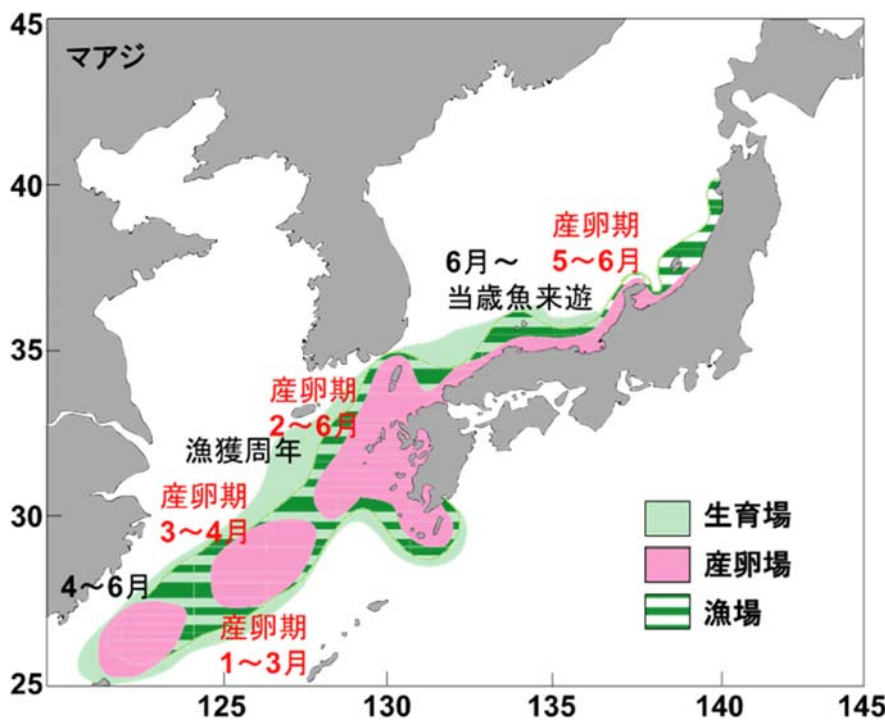 45
マアジ
40
産卵期
5～6月
6月～
当歳魚来遊
35
産卵期
2～6月
漁獲周年
産卵期
3～4月
30
生育場
産卵場
漁場
4～6月
産卵期
1～3月
25
125
130
135
140
145